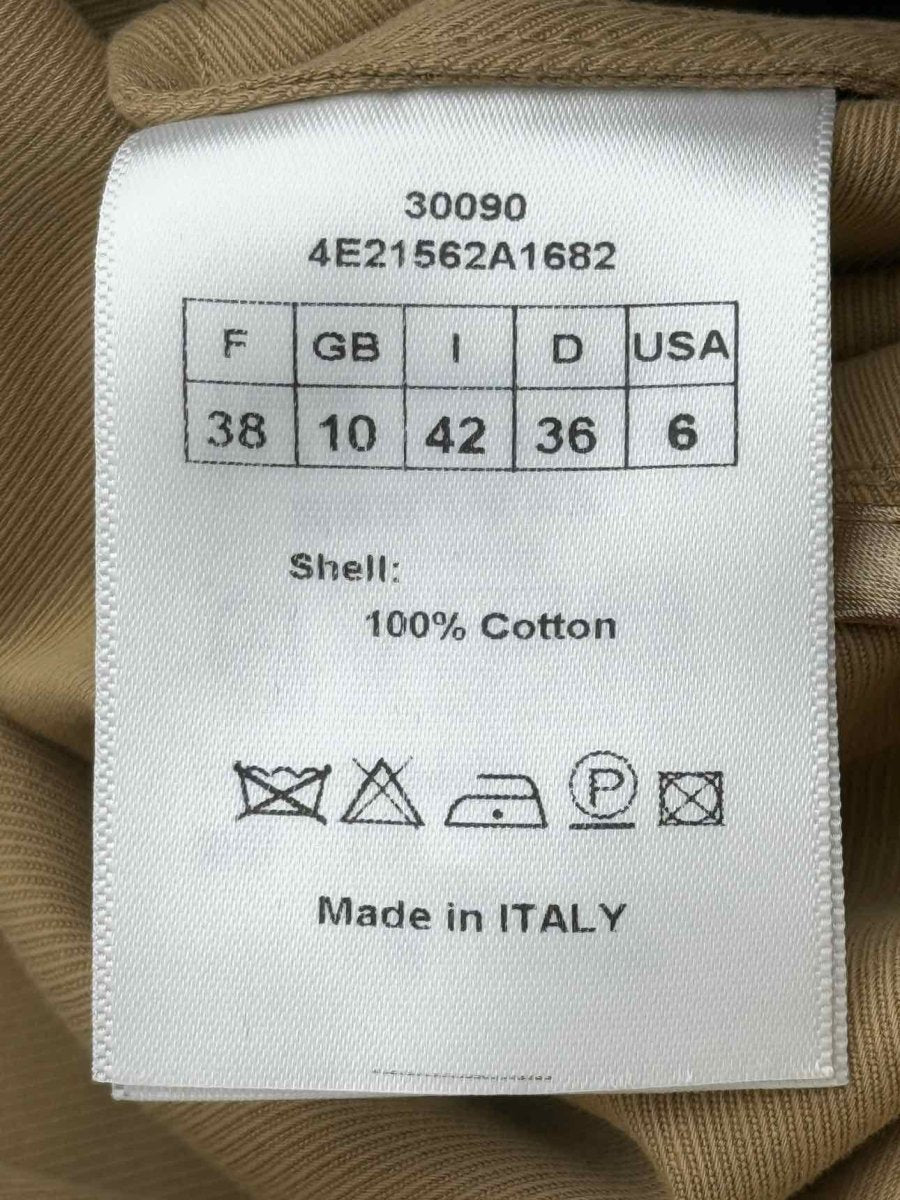 30090
4E21562A1682
F GB I D USA
38 10 42 36 6
Shell:
100% Cotton
P
Made in ITALY